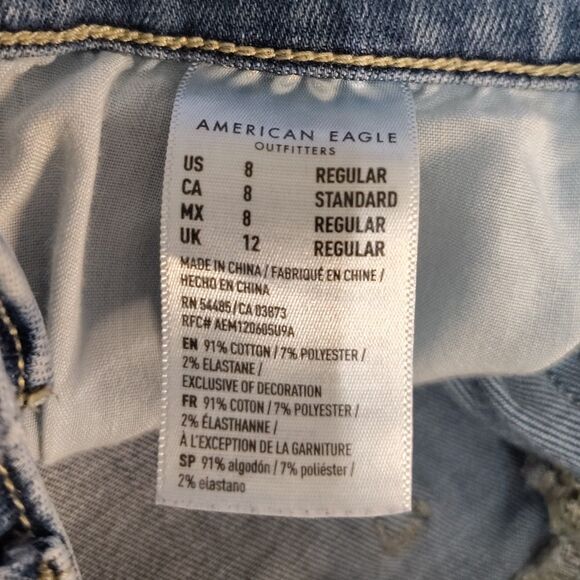 AMERICAN EAGLE
OUTFITTERS
US 8 REGULAR
CA 8 STANDARD
MX 8 REGULAR
UK 12 REGULAR
MADE IN CHINA / FABRIQUÉ EN CHINE /
HECHO EN CHINA
RN 54485 / CA 03873
RFC# AEM120605U9A
EN 91% COTTON / 7% POLYESTER /
2% ELASTANE /
EXCLUSIVE OF DECORATION
FR 91% COTON / 7% POLYESTER /
2% ÉLASTHANNE /
À L'EXCEPTION DE LA GARNITURE
SP 91% algodón / 7% poliéster /
2% elastano